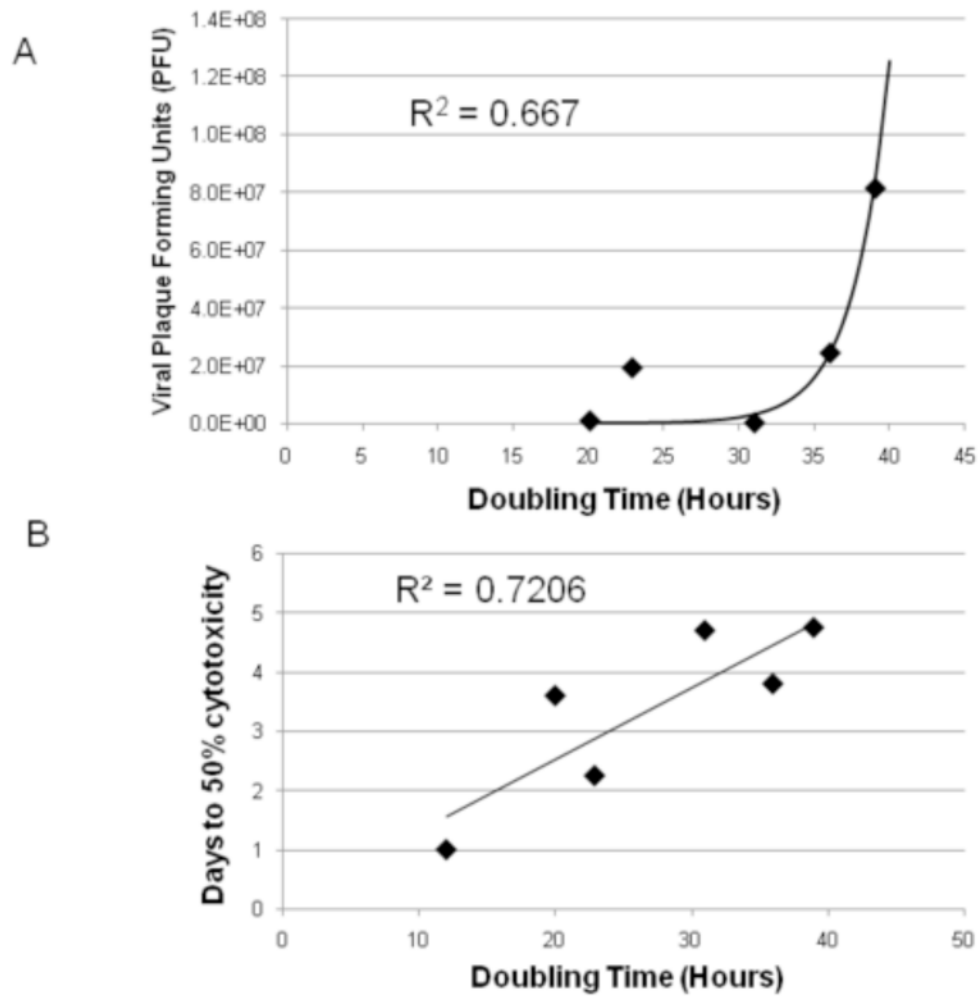 A
Viral Plaque Forming Units (PFU)
1.4E+08
1.2E+08
1.0E+08
8.0E+07
6.0E+07
4.0E+07
2.0E+07
0.0E+00
R² = 0.667
0 5 10 15 20 25 30 35 40 45
Doubling Time (Hours)
B
Days to 50% cytotoxicity
6
5
4
3
2
1
0
R² = 0.7206
0 10 20 30 40 50
Doubling Time (Hours)